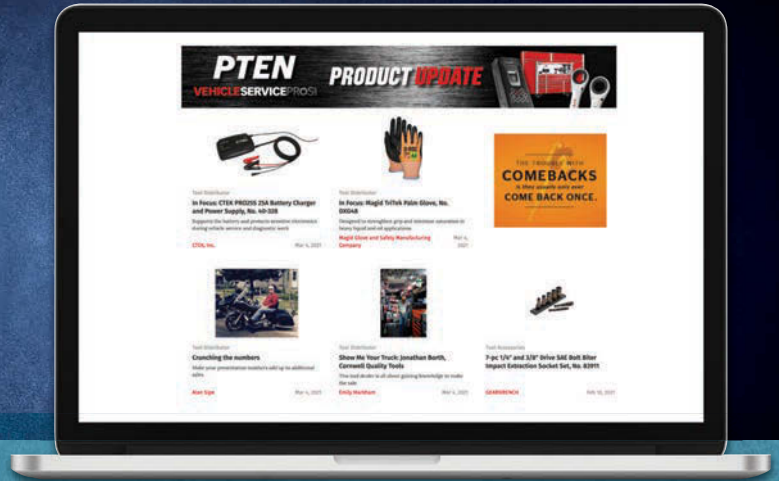 PTEN
VEHICLESERVICEPROS
PRODUCT UPDATE
Tool Distributor
In Focus: CTEK PRO25S 25A Battery Charger
and Power Supply, No. 40-328
Supports the battery and protects sensitive electronics
during vehicle service and diagnostic work
CTEK, Inc.
Mar 4, 2021
Tool Distributor
In Focus: Magid TriTek Palm Glove, No.
GXG48
Designed to strengthen grip and minimize saturation in
heavy liquid and oil applications
Magid Glove and Safety Manufacturing
Company
Mar 4,
2021
THE TROUBLE WITH
COMEBACKS
is they usually only ever
COME BACK ONCE.
Tool Distributor
Crunching the numbers
Make your presentation numbers add up to additional
sales
Alan Sipe
Mar 4, 2021
Tool Distributor
Show Me Your Truck: Jonathan Barth,
Cornwell Quality Tools
This tool dealer is all about gaining knowledge to make
the sale
Emily Markham
Mar 4, 2021
Tool Accessories
7-pc 1/4" and 3/8" Drive SAE Bolt Biter
Impact Extraction Socket Set, No. 82911
GEARWRENCH
Feb 18, 2021